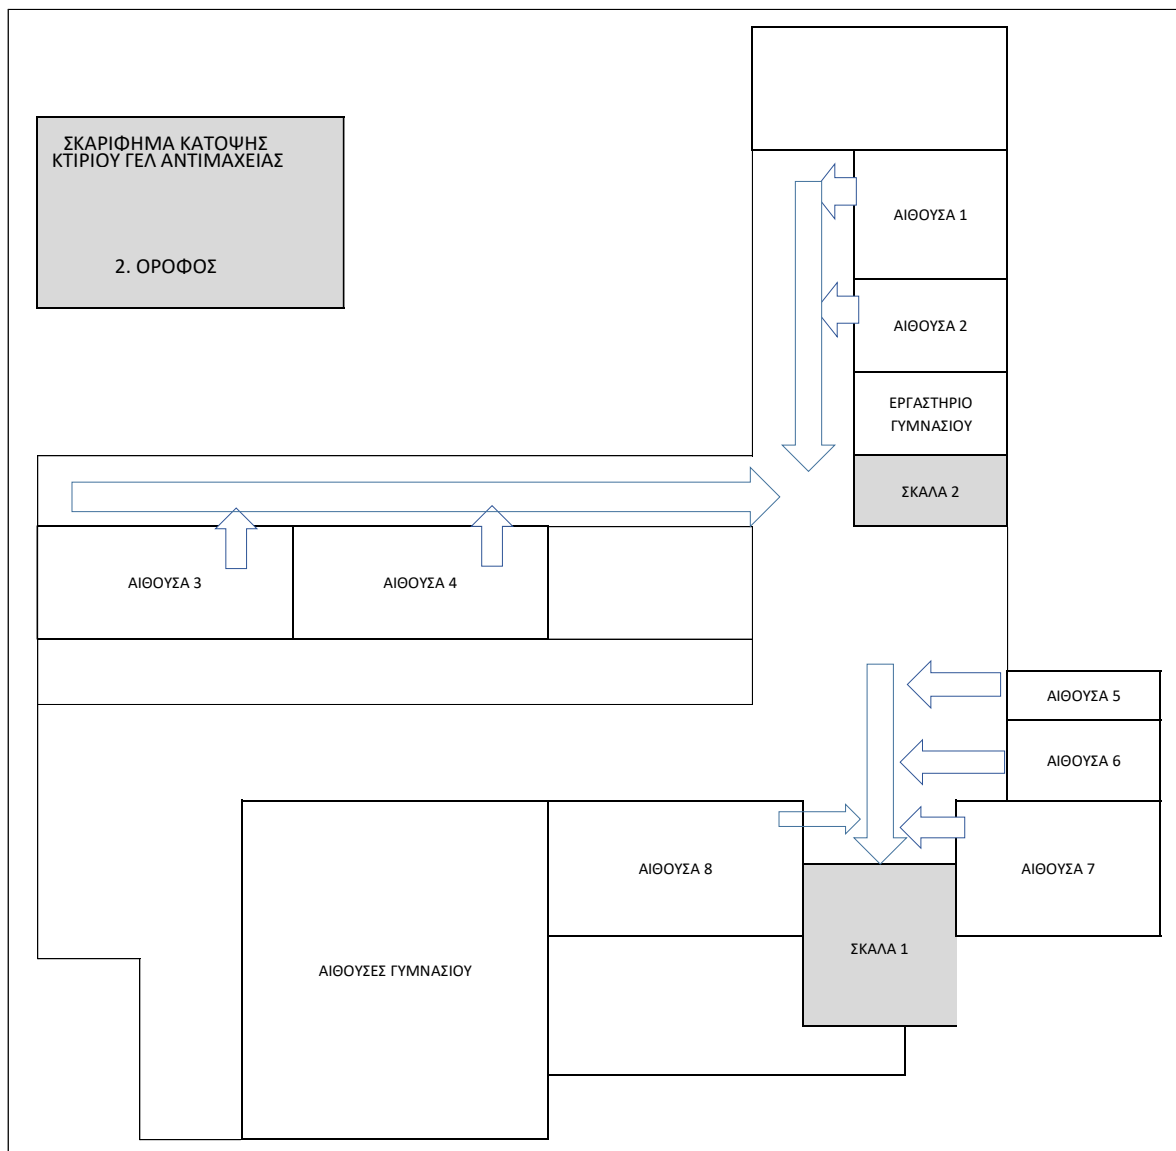 ΣΚΑΡΙΦΗΜΑ ΚΑΤΟΨΗΣ
ΚΤΙΡΙΟΥ ΓΕΛ ΑΝΤΙΜΑΧΕΙΑΣ
2. ΟΡΟΦΟΣ
ΑΙΘΟΥΣΑ 1
ΑΙΘΟΥΣΑ 2
ΕΡΓΑΣΤΗΡΙΟ
ΓΥΜΝΑΣΙΟΥ
ΣΚΑΛΑ 2
ΑΙΘΟΥΣΑ 3
ΑΙΘΟΥΣΑ 4
ΑΙΘΟΥΣΑ 5
ΑΙΘΟΥΣΑ 6
ΑΙΘΟΥΣΑ 8
ΑΙΘΟΥΣΑ 7
ΣΚΑΛΑ 1
ΑΙΘΟΥΣΕΣ ΓΥΜΝΑΣΙΟΥ